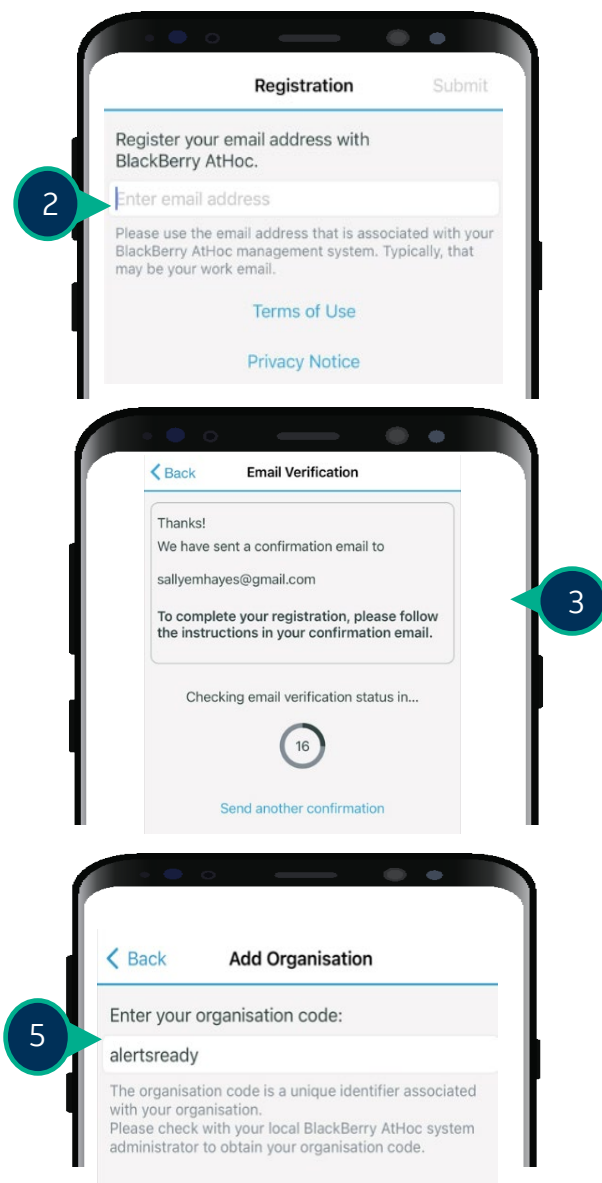 Registration Submit
Register your email address with
BlackBerry AtHoc.
2
Enter email address
Please use the email address that is associated with your
BlackBerry AtHoc management system. Typically, that
may be your work email.
Terms of Use
Privacy Notice
Back Email Verification
Thanks!
We have sent a confirmation email to
sallyemhayes@gmail.com
3
To complete your registration, please follow
the instructions in your confirmation email.
Checking email verification status in...
16
Send another confirmation
Back Add Organisation
Enter your organisation code:
5
alertsready
The organisation code is a unique identifier associated
with your organisation.
Please check with your local BlackBerry AtHoc system
administrator to obtain your organisation code.